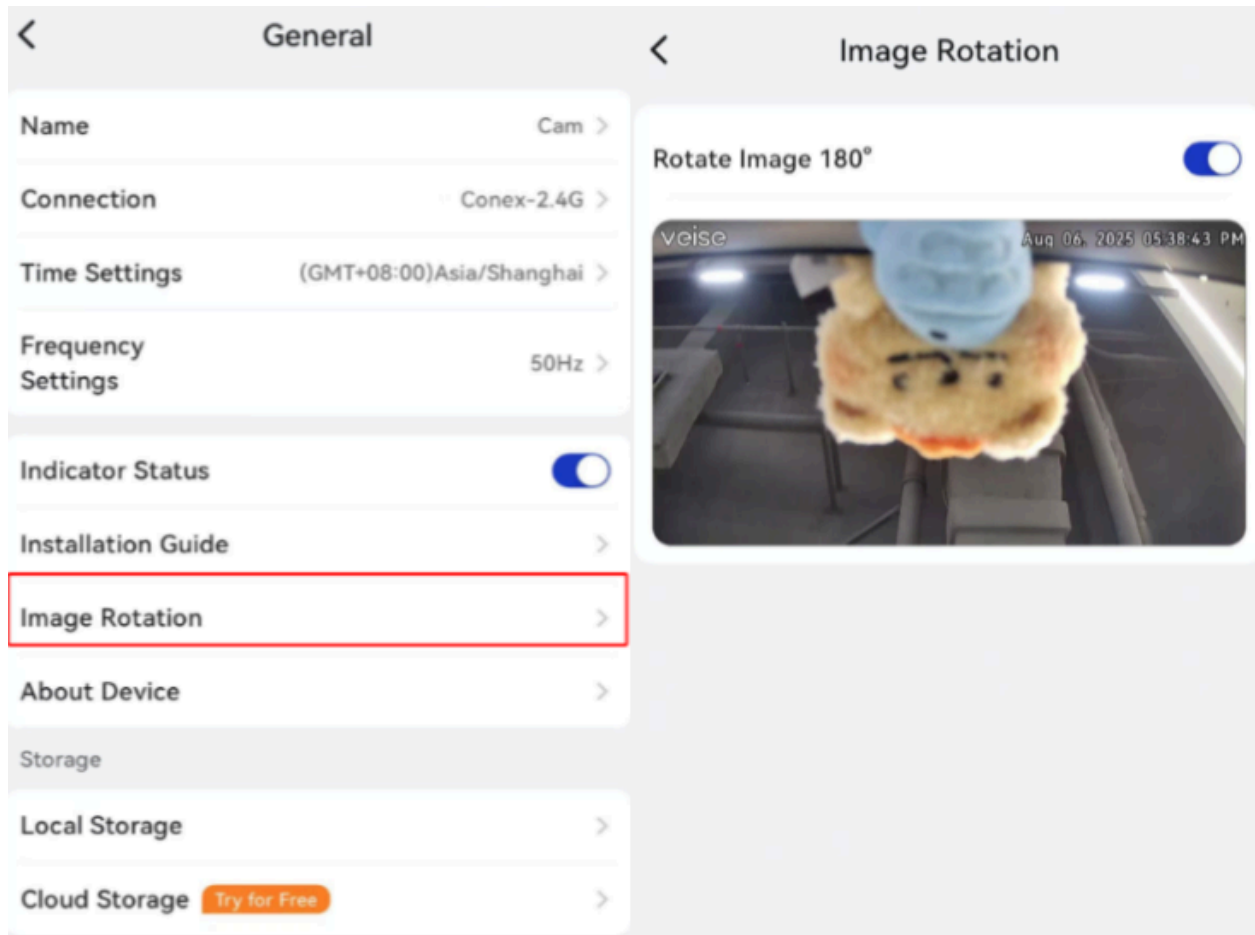 General
Name
Cam
Connection
Conex-2.4G
Time Settings
(GMT+08:00)Asia/Shanghai
Frequency
Settings
50Hz
Indicator Status
Installation Guide
Image Rotation
About Device
Storage
Local Storage
Cloud Storage Try for Free
Image Rotation
Rotate Image 180°
veise
Aug 06, 2025 05:38:43 PM